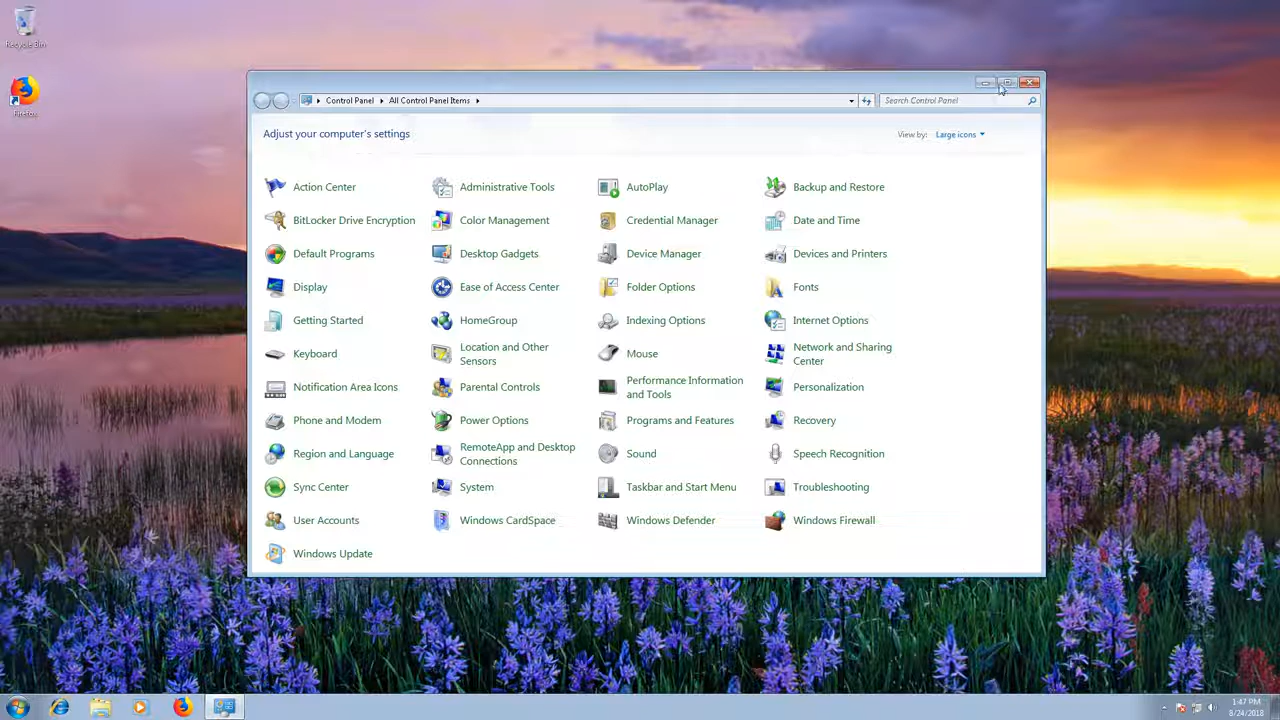 Recycle Bin
Firefox
Control Panel
All Control Panel Items
Search Control Panel
Adjust your computer's settings
View by: Large icons
Action Center
Administrative Tools
AutoPlay
Backup and Restore
BitLocker Drive Encryption
Color Management
Credential Manager
Date and Time
Default Programs
Desktop Gadgets
Device Manager
Devices and Printers
Display
Ease of Access Center
Folder Options
Fonts
Getting Started
HomeGroup
Indexing Options
Internet Options
Keyboard
Location and Other
Sensors
Mouse
Network and Sharing
Center
Notification Area Icons
Parental Controls
Performance Information
and Tools
Personalization
Phone and Modem
Power Options
Programs and Features
Recovery
Region and Language
RemoteApp and Desktop
Connections
Sound
Speech Recognition
Sync Center
System
Taskbar and Start Menu
Troubleshooting
User Accounts
Windows CardSpace
Windows Defender
Windows Firewall
Windows Update
1:47 PM
8/24/2018